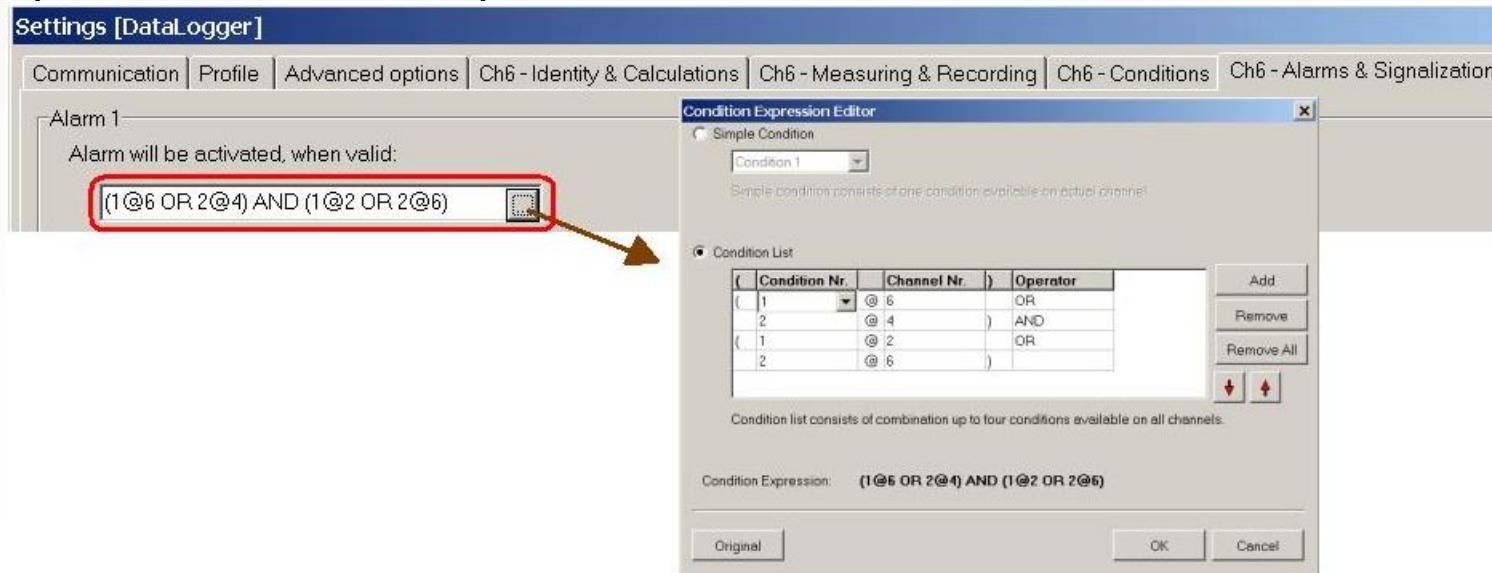 Settings [DataLogger]
Communication Profile Advanced options Ch6 - Identity & Calculations Ch6 - Measuring & Recording Ch6 - Conditions Ch6 - Alarms & Signalization
Alarm 1
Alarm will be activated, when valid:
(1@6 OR 2@4) AND (1@2 OR 2@6)
Condition Expression Editor
Simple Condition
Condition 1
Simple condition consists of one condition available on actual channel
Condition List
( Condition Nr. Channel Nr. ) Operator
( 1 @ 6 OR
2 @ 4 ) AND
( 1 @ 2 OR
2 @ 6 )
Add
Remove
Remove All
Condition list consists of combination up to four conditions available on all channels.
Condition Expression: (1@6 OR 2@4) AND (1@2 OR 2@6)
Original OK Cancel